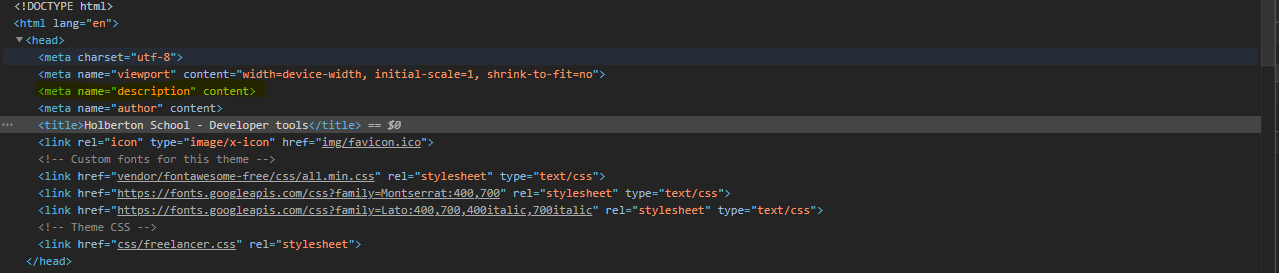 <!DOCTYPE html>
<html lang="en">
▼<head>
<meta charset="utf-8">
<meta name="viewport" content="width=device-width, initial-scale=1, shrink-to-fit=no">
<meta name="description" content>
<meta name="author" content>
··· <title>Holberton School - Developer tools</title> == $0
<link rel="icon" type="image/x-icon" href="img/favicon.ico">
<!-- Custom fonts for this theme -->
<link href="vendor/fontawesome-free/css/all.min.css" rel="stylesheet" type="text/css">
<link href="https://fonts.googleapis.com/css?family=Montserrat:400,700" rel="stylesheet" type="text/css">
<link href="https://fonts.googleapis.com/css?family=Lato:400,700,400italic,700italic" rel="stylesheet" type="text/css">
<!-- Theme CSS -->
<link href="css/freelancer.css" rel="stylesheet">
</head>